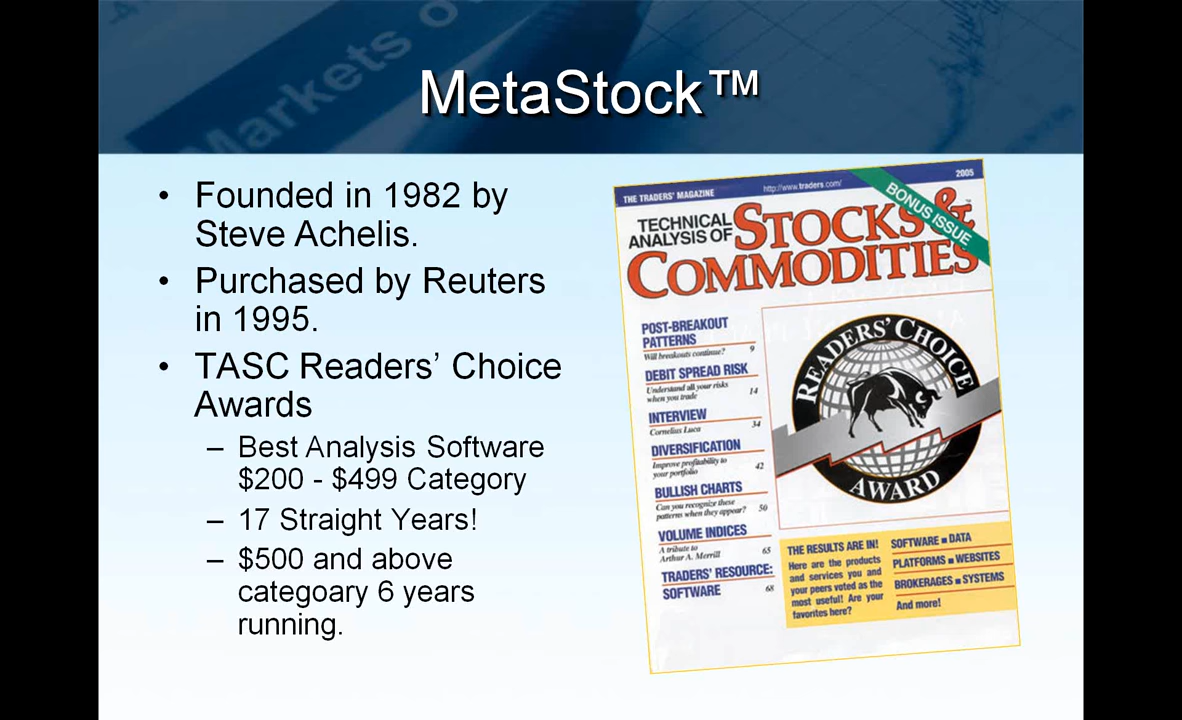 Markets o
MetaStock™
• Founded in 1982 by
Steve Achelis.
• Purchased by Reuters
in 1995.
• TASC Readers’ Choice
Awards
– Best Analysis Software
$200 - $499 Category
– 17 Straight Years!
– $500 and above
categoary 6 years
running.
THE TRADERS' MAGAZINE
http://www.traders.com/
2005
BONUS ISSUE
TECHNICAL
ANALYSIS OF
STOCKS &
COMMODITIES™
POST-BREAKOUT
PATTERNS
Will breakouts continue? 9
DEBIT SPREAD RISK
Understand all your risks
when you trade 14
INTERVIEW
Cornelius Luca 34
DIVERSIFICATION
Improve profitability to
your portfolio 42
BULLISH CHARTS
Can you recognize these
patterns when they appear? 50
VOLUME INDICES
A tribute to
Arthur A. Merrill 65
TRADERS' RESOURCE:
SOFTWARE 68
READERS' CHOICE
AWARD
THE RESULTS ARE IN!
Here are the products
and services you and
your peers voted as the
most useful! Are your
favorites here?
SOFTWARE ■ DATA
PLATFORMS ■ WEBSITES
BROKERAGES ■ SYSTEMS
And more!